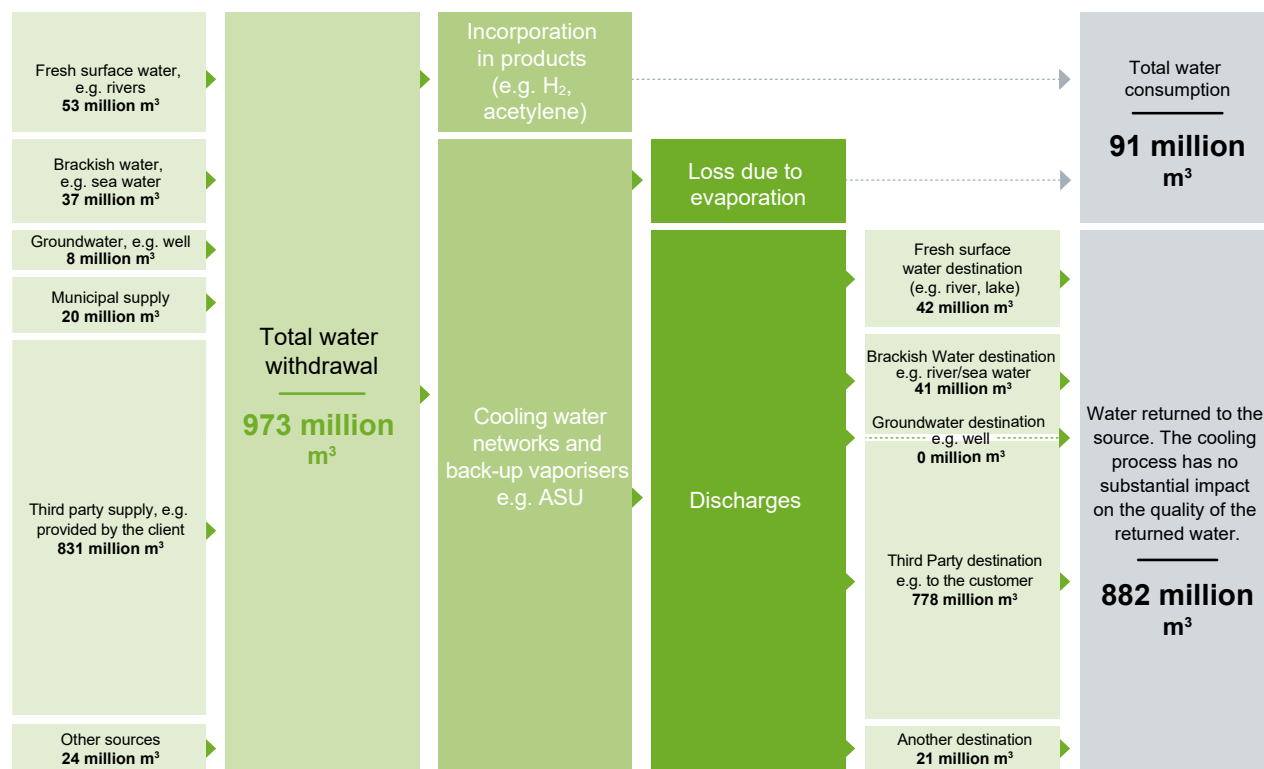 Fresh surface water,
e.g. rivers
53 million m³
Brackish water,
e.g. sea water
37 million m³
Groundwater, e.g. well
8 million m³
Municipal supply
20 million m³
Third party supply, e.g.
provided by the client
831 million m³
Other sources
24 million m³
Total water
withdrawal
973 million
m³
Incorporation
in products
(e.g. H₂,
acetylene)
Cooling water
networks and
back-up vaporisers
e.g. ASU
Loss due to
evaporation
Discharges
Fresh surface
water destination
(e.g. river, lake)
42 million m³
Brackish Water destination
e.g. river/sea water
41 million m³
Groundwater destination
e.g. well
0 million m³
Third Party destination
e.g. to the customer
778 million m³
Another destination
21 million m³
Total water
consumption
91 million
m³
Water returned to the
source. The cooling
process has no
substantial impact
on the quality of the
returned water.
882 million
m³